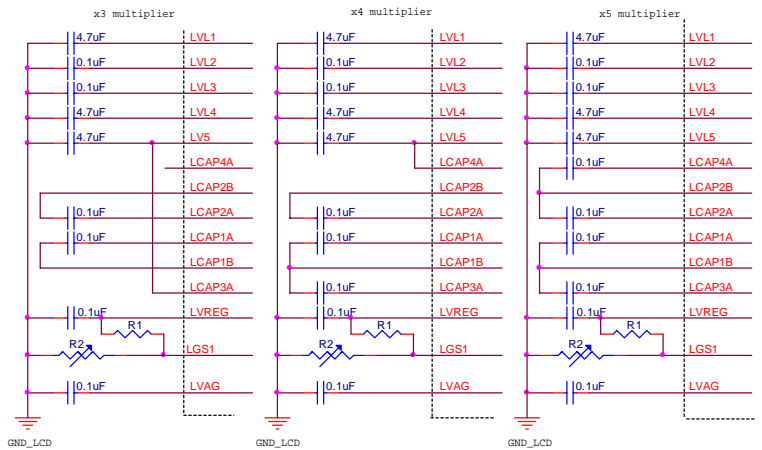 x3 multiplier
4.7uF LVL1
0.1uF LVL2
0.1uF LVL3
4.7uF LVL4
4.7uF LV5
LCAP4A
LCAP2B
0.1uF LCAP2A
0.1uF LCAP1A
LCAP1B
LCAP3A
0.1uF LVREG
R1
R2 LGS1
0.1uF LVAG
GND_LCD
x4 multiplier
4.7uF LVL1
0.1uF LVL2
0.1uF LVL3
4.7uF LVL4
4.7uF LVL5
LCAP4A
LCAP2B
0.1uF LCAP2A
0.1uF LCAP1A
LCAP1B
0.1uF LCAP3A
0.1uF LVREG
R1
R2 LGS1
0.1uF LVAG
GND_LCD
x5 multiplier
4.7uF LVL1
0.1uF LVL2
0.1uF LVL3
4.7uF LVL4
4.7uF LVL5
0.1uF LCAP4A
LCAP2B
0.1uF LCAP2A
0.1uF LCAP1A
LCAP1B
0.1uF LCAP3A
0.1uF LVREG
R1
R2 LGS1
0.1uF LVAG
GND_LCD